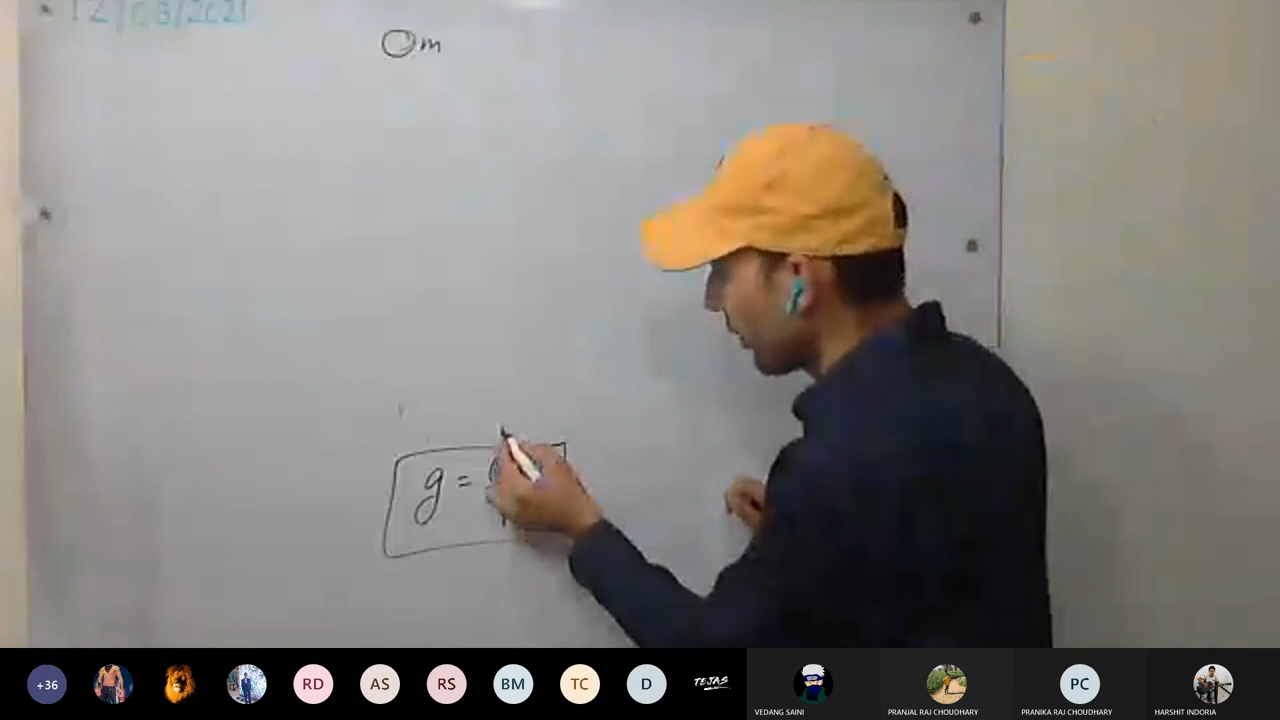 12/08/2021
Om
g =
+36
RD
AS
RS
BM
TC
D
TEJAS
PC
VEDANG SAINI
PRANJAL RAJ CHOUDHARY
PRANIKA RAJ CHOUDHARY
HARSHIT INDORIA